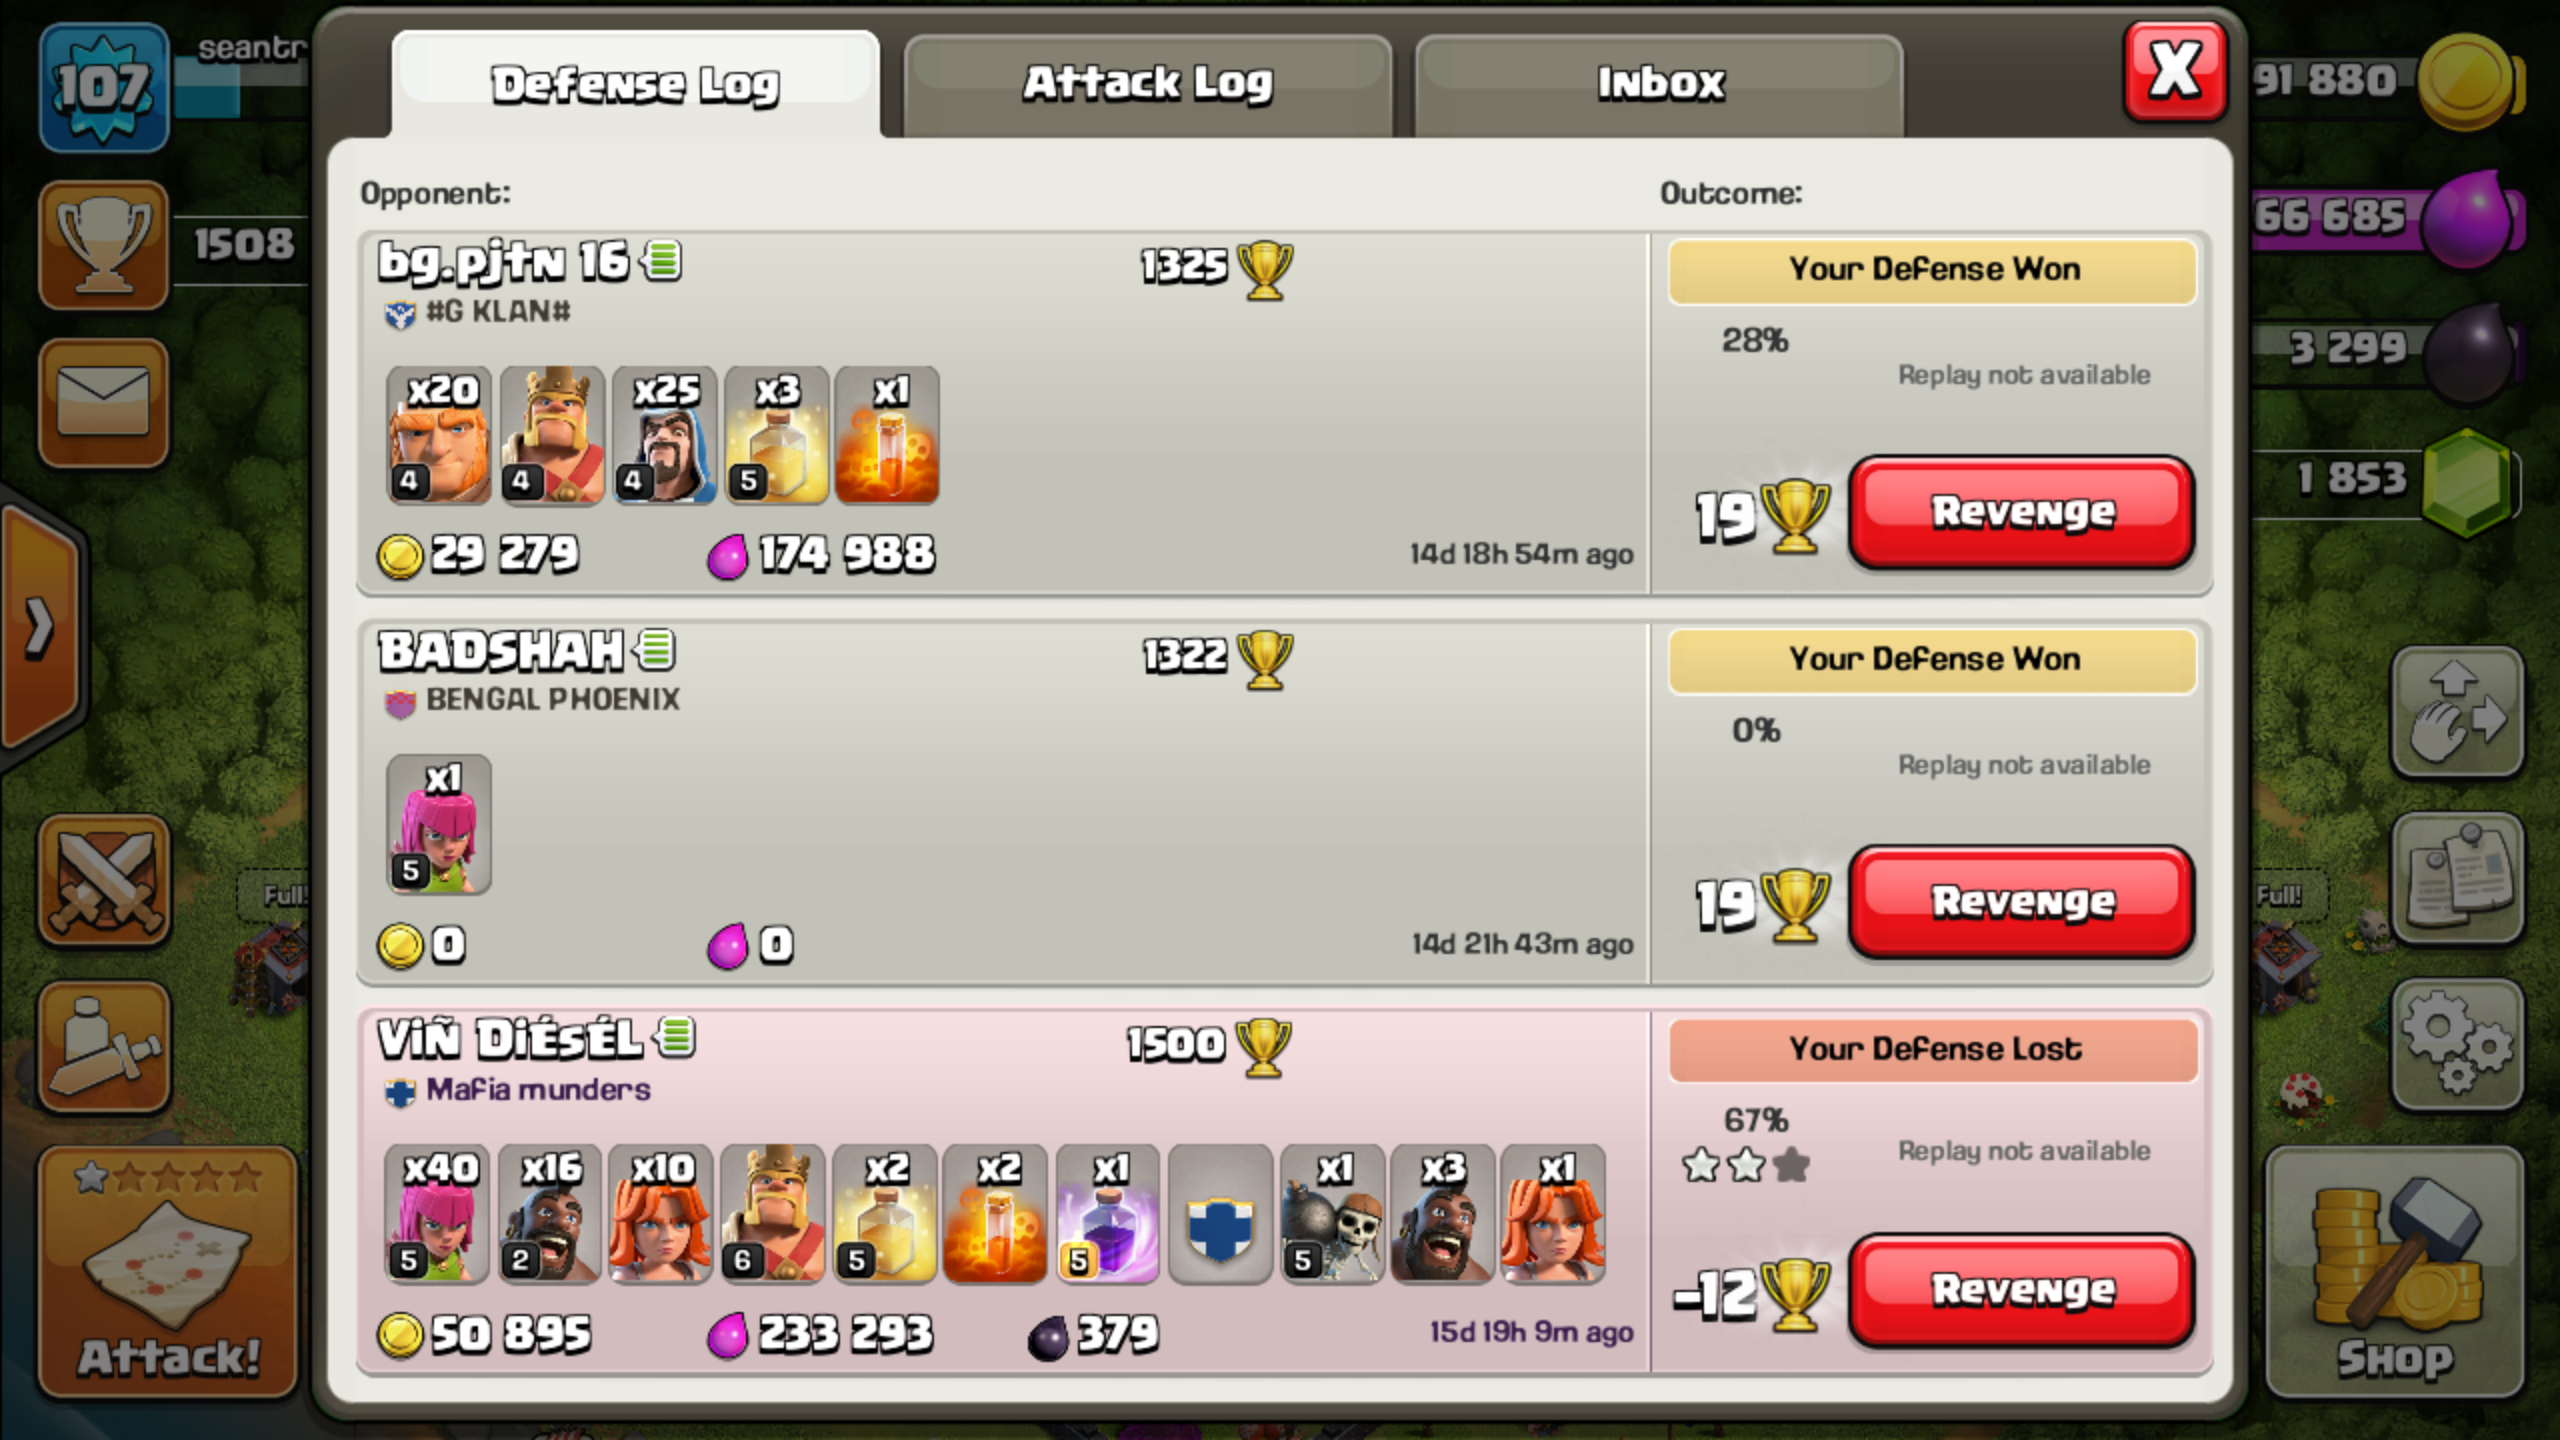 107
seantr
Defense Log
Attack Log
Inbox
X
91 880
1508
66 685
3 299
1 853
Opponent:
Outcome:
bg.pjtn 16
1325
Your Defense Won
#G KLAN#
28%
Replay not available
x20
x25
x3
x1
4
4
4
5
19
Revenge
29 279
174 988
14d 18h 54m ago
BADSHAH
1322
Your Defense Won
BENGAL PHOENIX
0%
Replay not available
x1
5
19
Revenge
0
0
14d 21h 43m ago
Full!
Full!
VIÑ DiÉsÉL
1500
Your Defense Lost
Mafia munders
67%
Replay not available
x40
x16
x10
x2
x2
x1
x1
x3
x1
5
2
6
5
5
5
-12
Revenge
50 895
233 293
379
15d 19h 9m ago
Attack!
Shop